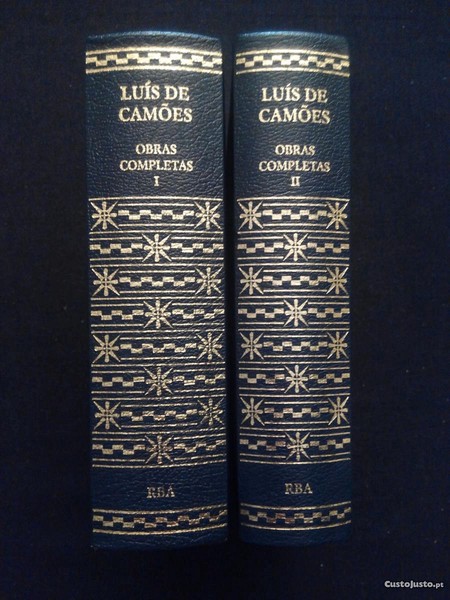 LUÍS DE
CAMÕES
OBRAS
COMPLETAS
I
RBA
LUÍS DE
CAMÕES
OBRAS
COMPLETAS
II
RBA
CustoJusto.pt